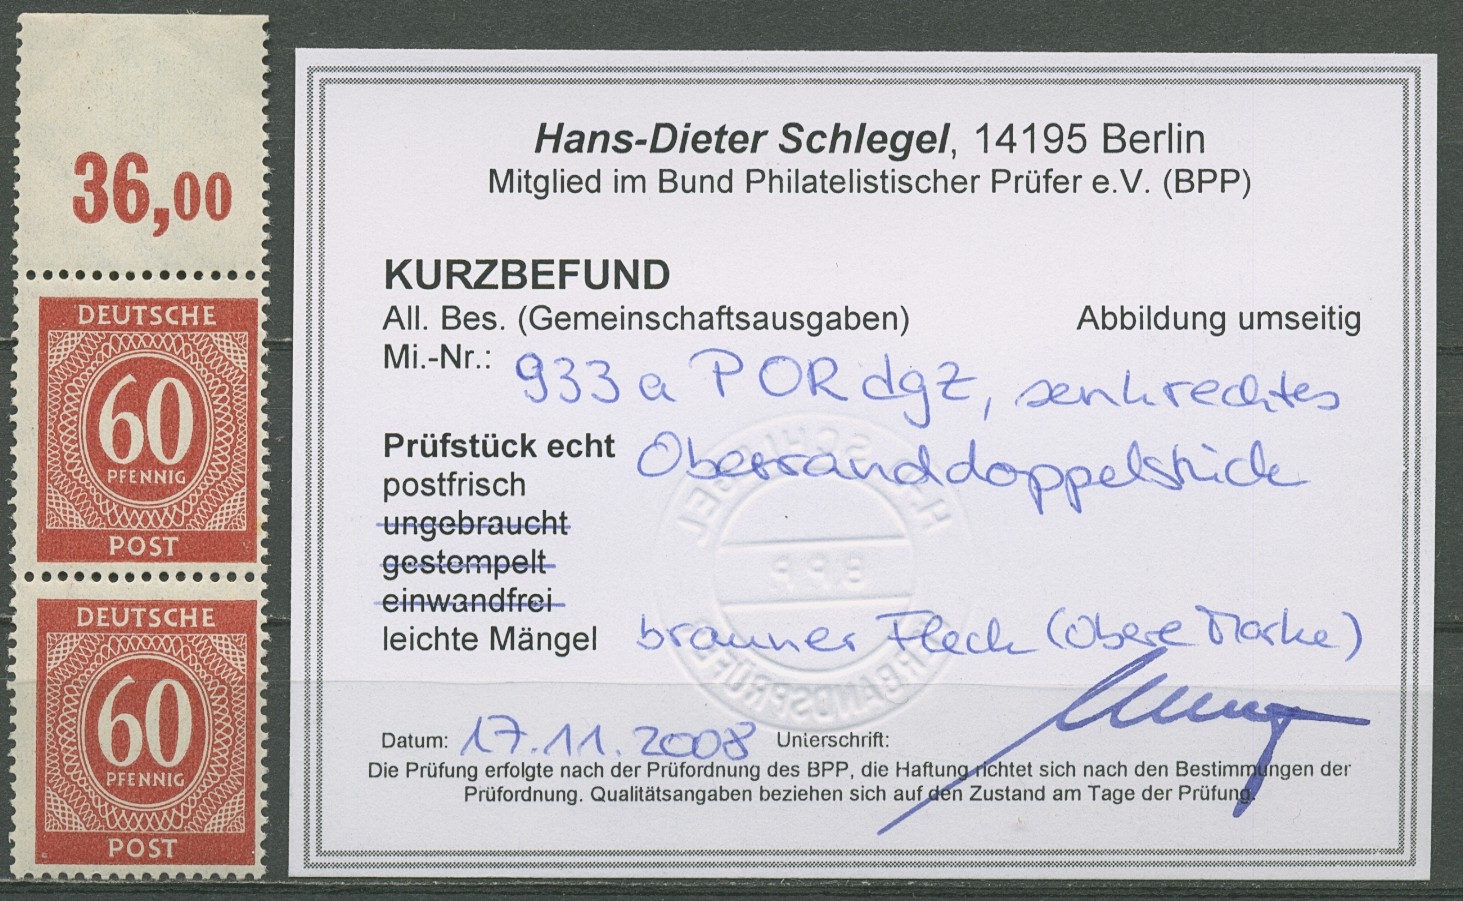 36,00
DEUTSCHE
60
PFENNIG
POST
DEUTSCHE
60
PFENNIG
POST
Hans-Dieter Schlegel, 14195 Berlin
Mitglied im Bund Philatelistischer Prüfer e.V. (BPP)
KURZBEFUND
All. Bes. (Gemeinschaftsausgaben) Abbildung umseitig
Mi.-Nr.: 933 a POR dgz, senkrechtes
Prüfstück echt Oberranddoppelstück
postfrisch
ungebraucht
gestempelt
einwandfrei
leichte Mängel brauner Fleck (obere Marke)
Datum: 17.11.2008 Unterschrift:
Die Prüfung erfolgte nach der Prüfordnung des BPP, die Haftung richtet sich nach den Bestimmungen der
Prüfordnung. Qualitätsangaben beziehen sich auf den Zustand am Tage der Prüfung.